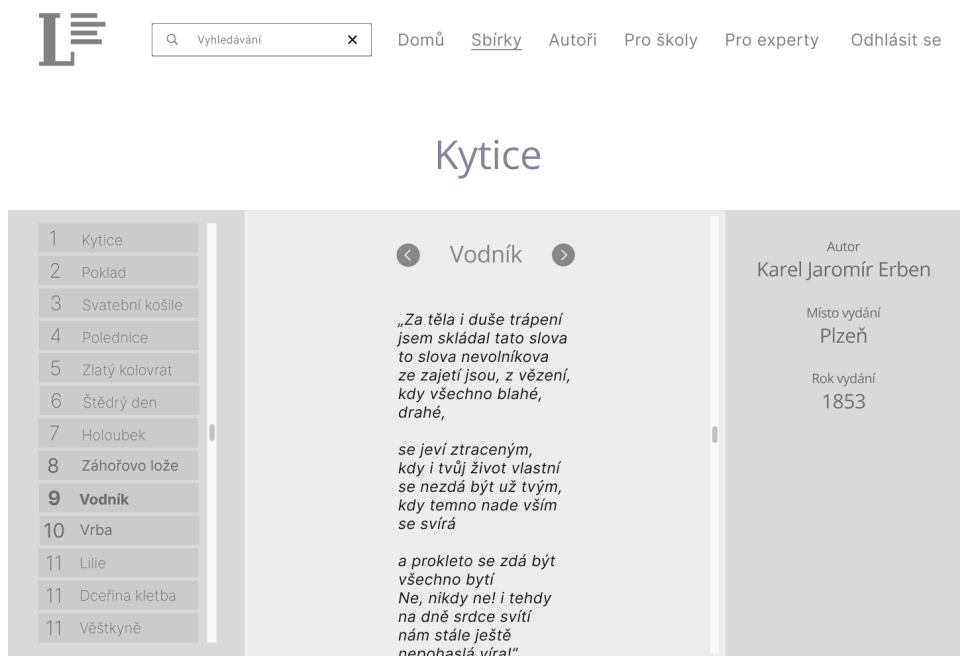 L
Vyhledávání
Domů Sbírky Autoři Pro školy Pro experty Odhlásit se
Kytice
1 Kytice
2 Poklad
3 Svatební košile
4 Polednice
5 Zlatý kolovrat
6 Štědrý den
7 Holoubek
8 Záhořovo lože
9 Vodník
10 Vrba
11 Lilie
11 Dceřina kletba
11 Věštkyně
Vodník
„Za těla i duše trápení
jsem skládal tato slova
to slova nevolníkova
ze zajetí jsou, z vězení,
kdy všechno blahé,
drahé,
se jeví ztraceným,
kdy i tvůj život vlastní
se nezdá být už tvým,
kdy temno nade vším
se svírá
a prokleto se zdá být
všechno bytí
Ne, nikdy ne! i tehdy
na dně srdce svítí
nám stále ještě
nepohaslá víra!“
Autor
Karel Jaromír Erben
Místo vydání
Plzeň
Rok vydání
1853